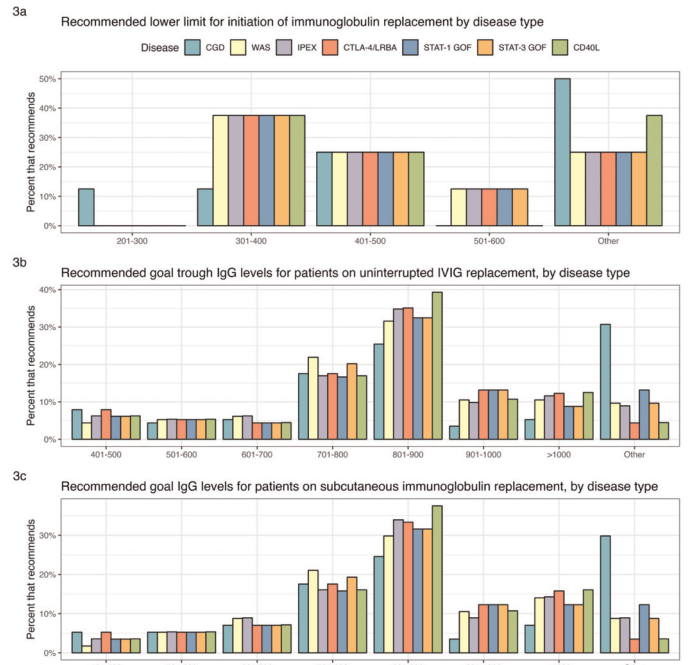 3a
Recommended lower limit for initiation of immunoglobulin replacement by disease type
Disease CGD WAS IPEX CTLA-4/LRBA STAT-1 GOF STAT-3 GOF CD40L
Percent that recommends
50%
40%
30%
20%
10%
0%
201-300 301-400 401-500 501-600 Other
3b
Recommended goal trough IgG levels for patients on uninterrupted IVIG replacement, by disease type
Percent that recommends
40%
30%
20%
10%
0%
401-500 501-600 601-700 701-800 801-900 901-1000 >1000 Other
3c
Recommended goal IgG levels for patients on subcutaneous immunoglobulin replacement, by disease type
Percent that recommends
30%
20%
10%
0%